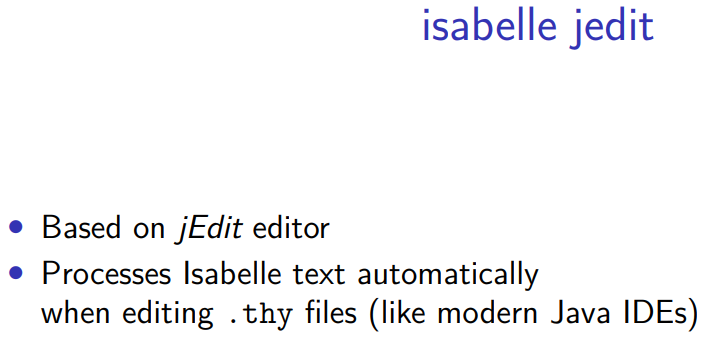 isabelle jedit
• Based on jEdit editor
• Processes Isabelle text automatically
when editing .thy files (like modern Java IDEs)